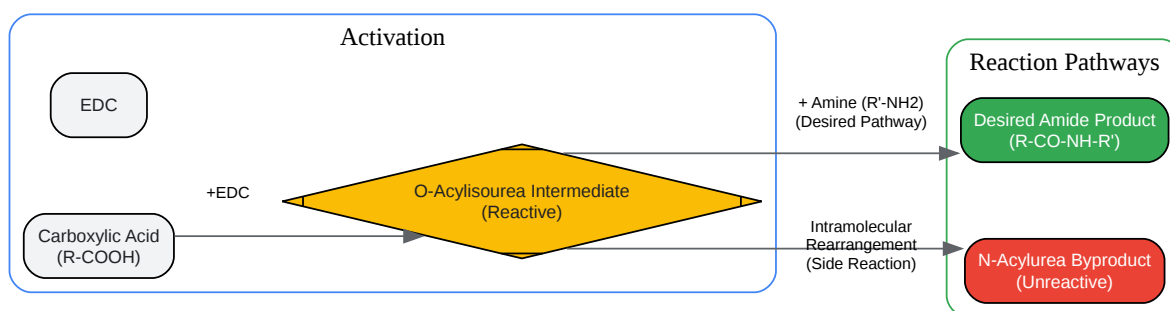 Activation
EDC
+EDC
Carboxylic Acid
(R-COOH)
O-Acylisourea Intermediate
(Reactive)
+ Amine (R'-NH2)
(Desired Pathway)
Intramolecular
Rearrangement
(Side Reaction)
Reaction Pathways
Desired Amide Product
(R-CO-NH-R')
N-Acylurea Byproduct
(Unreactive)